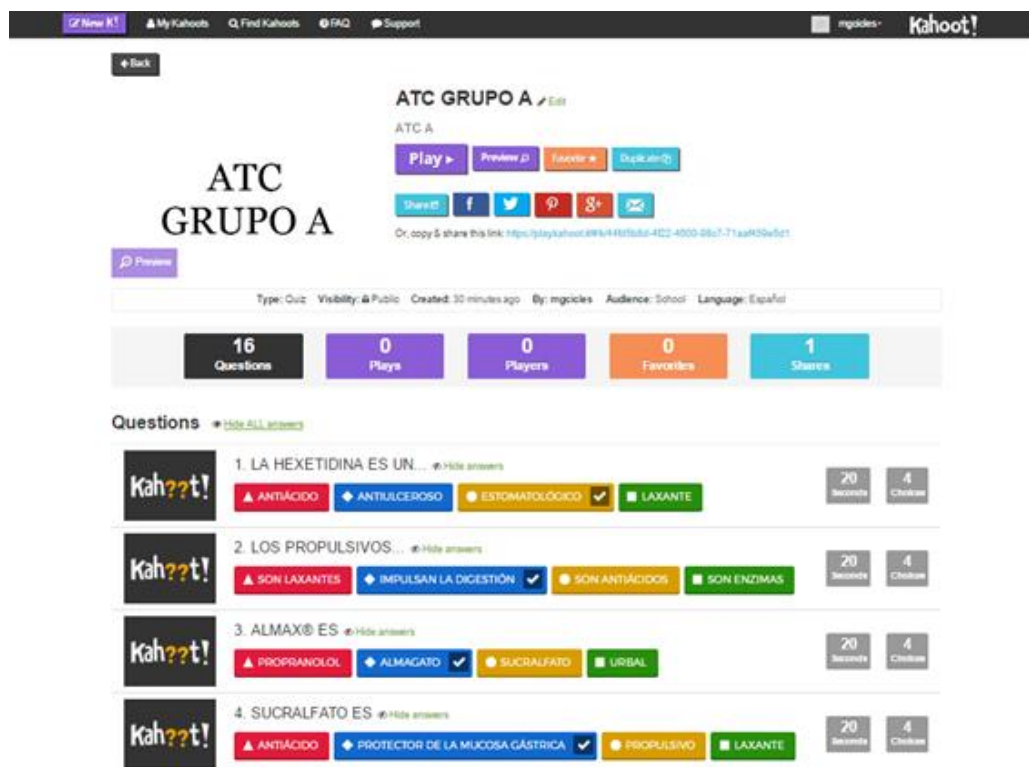 New K! My Kahoots Find Kahoots FAQ Support mgcicles Kahoot!
Back
ATC GRUPO A Edit
ATC A
Play Preview Favorite Duplicate
ATC
GRUPO A
Share
Or, copy & share this link:
Preview
Type: Quiz Visibility: Public Created: 30 minutes ago By: mgcicles Audience: School Language: Español
16 0 0 0 1
Questions Plays Players Favorites Shares
Questions Hide ALL answers
1. LA HEXETIDINA ES UN... Hide answers
Kah??t! ANTIÁCIDO ANTIULCEROSO ESTOMATOLÓGICO LAXANTE 20 Seconds 4 Choices
2. LOS PROPULSIVOS... Hide answers
Kah??t! SON LAXANTES IMPULSAN LA DIGESTIÓN SON ANTIÁCIDOS SON ENZIMAS 20 Seconds 4 Choices
3. ALMAX® ES Hide answers
Kah??t! PROPRANOLOL ALMAGATO SUCRALFATO URBAL 20 Seconds 4 Choices
4. SUCRALFATO ES Hide answers
Kah??t! ANTIÁCIDO PROTECTOR DE LA MUCOSA GÁSTRICA PROPULSIVO LAXANTE 20 Seconds 4 Choices